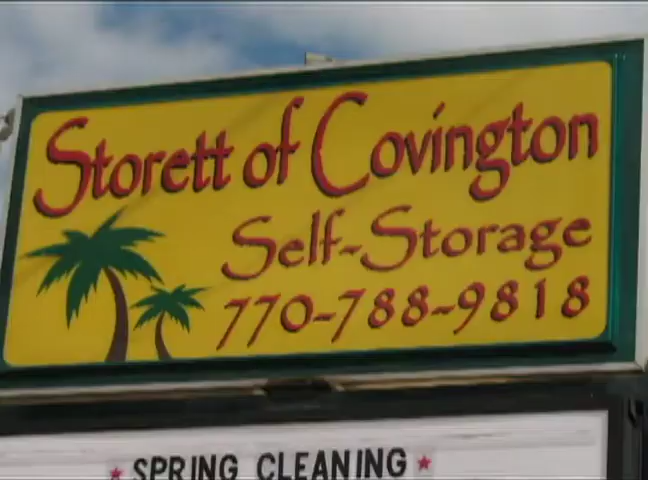 Storett of Covington
Self-Storage
770-788-9818
SPRING CLEANING